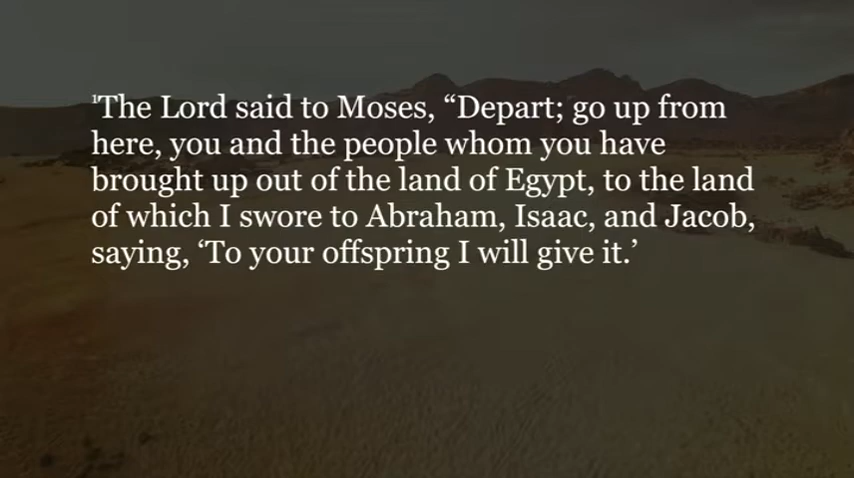 ¹The Lord said to Moses, “Depart; go up from
here, you and the people whom you have
brought up out of the land of Egypt, to the land
of which I swore to Abraham, Isaac, and Jacob,
saying, ‘To your offspring I will give it.’